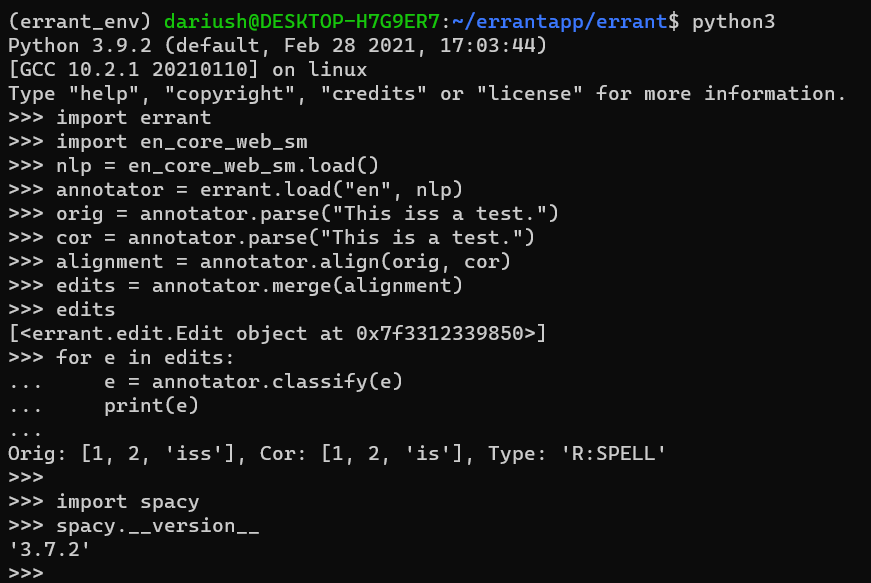 (errant_env) dariush@DESKTOP-H7G9ER7:~/errantapp/errant$ python3
Python 3.9.2 (default, Feb 28 2021, 17:03:44)
[GCC 10.2.1 20210110] on linux
Type "help", "copyright", "credits" or "license" for more information.
>>> import errant
>>> import en_core_web_sm
>>> nlp = en_core_web_sm.load()
>>> annotator = errant.load("en", nlp)
>>> orig = annotator.parse("This iss a test.")
>>> cor = annotator.parse("This is a test.")
>>> alignment = annotator.align(orig, cor)
>>> edits = annotator.merge(alignment)
>>> edits
[<errant.edit.Edit object at 0x7f3312339850>]
>>> for e in edits:
...     e = annotator.classify(e)
...     print(e)
...
Orig: [1, 2, 'iss'], Cor: [1, 2, 'is'], Type: 'R:SPELL'
>>>
>>> import spacy
>>> spacy.__version__
'3.7.2'
>>>